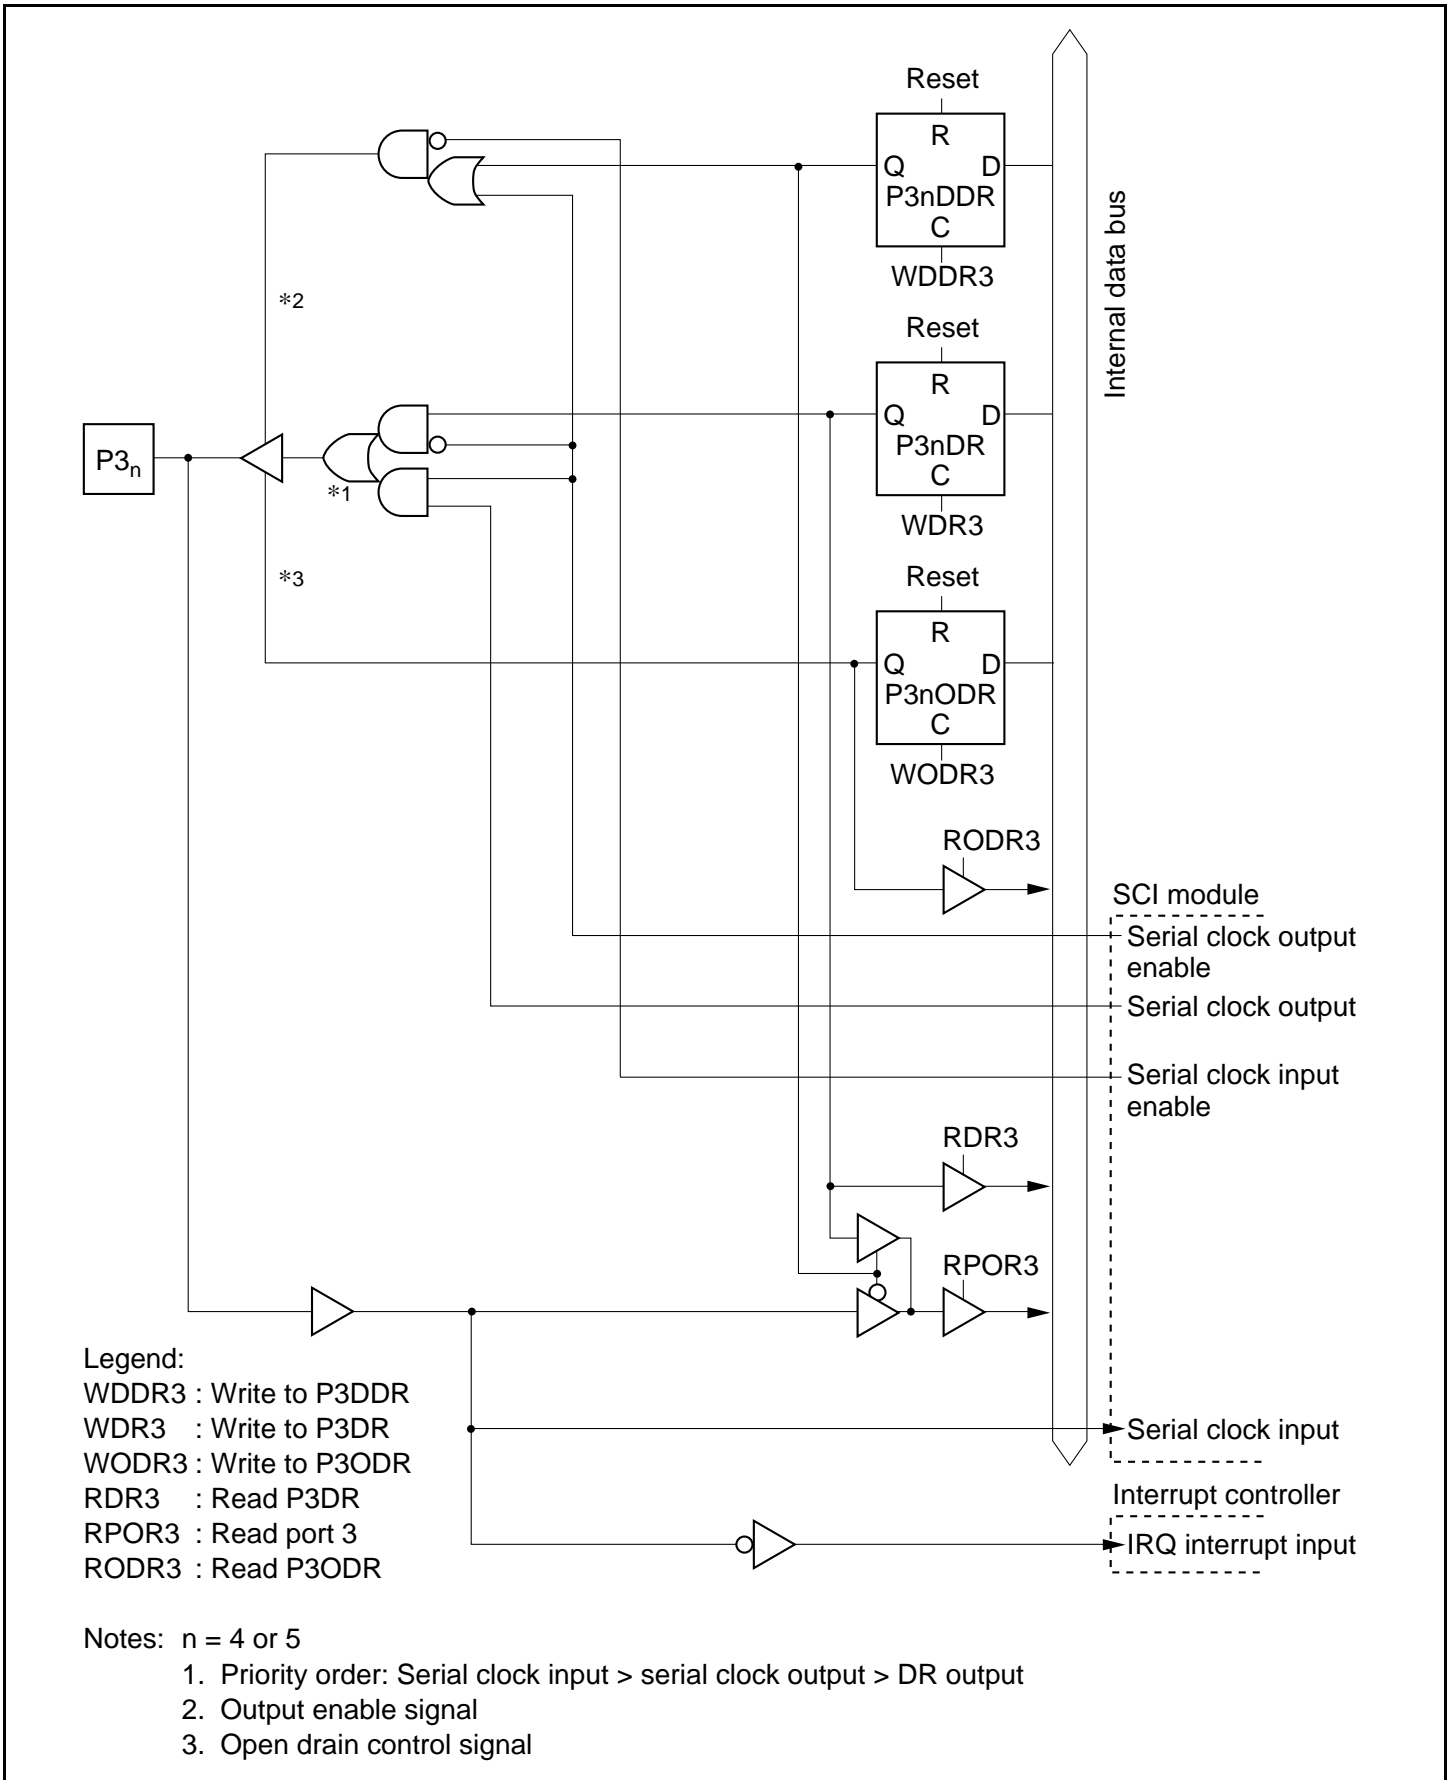 Reset
R
Q D
P3nDDR
C
WDDR3
Internal data bus
*2
Reset
R
Q D
P3nDR
C
WDR3
P3n
*1
*3
Reset
R
Q D
P3nODR
C
WODR3
RODR3
SCI module
Serial clock output
enable
Serial clock output
Serial clock input
enable
RDR3
RPOR3
Serial clock input
Interrupt controller
IRQ interrupt input
Legend:
WDDR3 : Write to P3DDR
WDR3 : Write to P3DR
WODR3 : Write to P3ODR
RDR3 : Read P3DR
RPOR3 : Read port 3
RODR3 : Read P3ODR
Notes: n = 4 or 5
1. Priority order: Serial clock input > serial clock output > DR output
2. Output enable signal
3. Open drain control signal